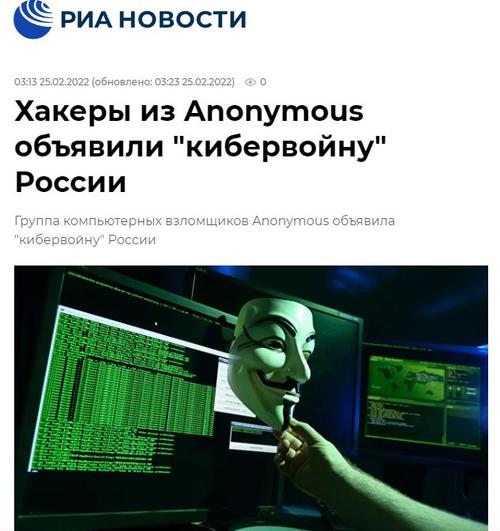 РИА НОВОСТИ
03:13 25.02.2022 (обновлено: 03:23 25.02.2022) 0
Хакеры из Anonymous
объявили "кибервойну"
России
Группа компьютерных взломщиков Anonymous объявила
"кибервойну" России